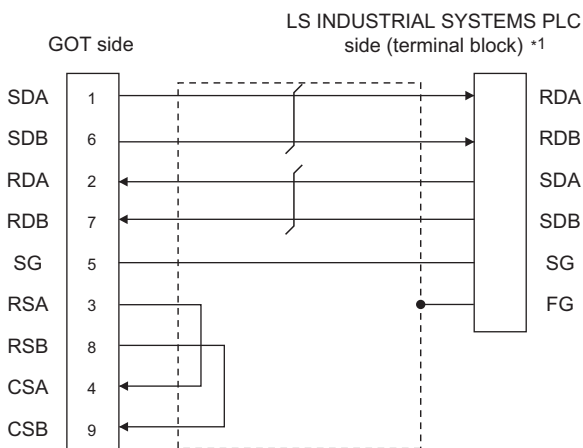 LS INDUSTRIAL SYSTEMS PLC
GOT side
side (terminal block) *1
SDA 1 RDA
SDB 6 RDB
RDA 2 SDA
RDB 7 SDB
SG 5 SG
RSA 3 FG
RSB 8
CSA 4
CSB 9